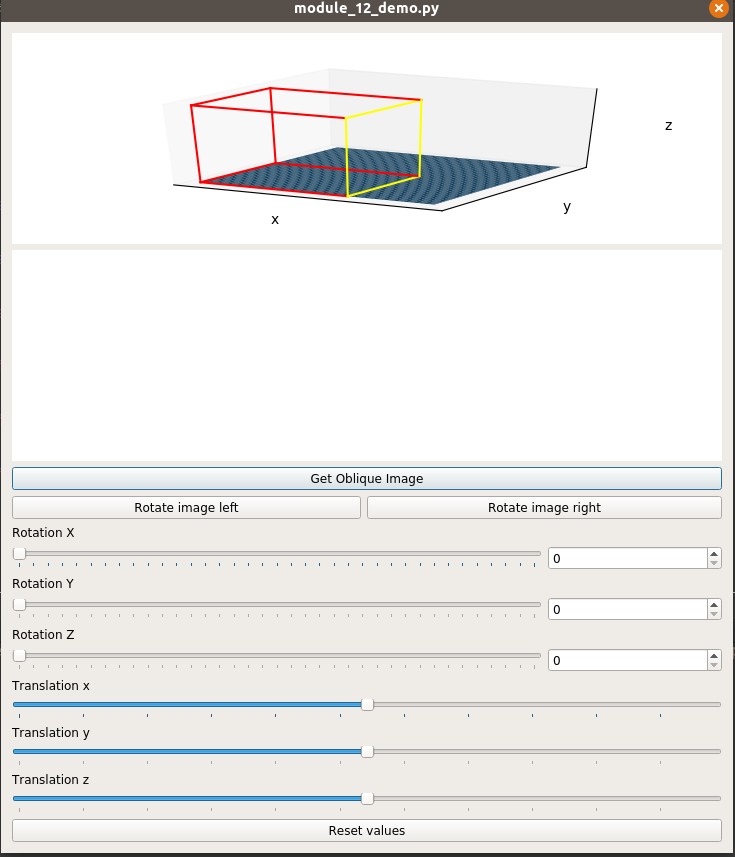 module_12_demo.py
z
y
x
Get Oblique Image
Rotate image left
Rotate image right
Rotation X
0
Rotation Y
0
Rotation Z
0
Translation x
Translation y
Translation z
Reset values